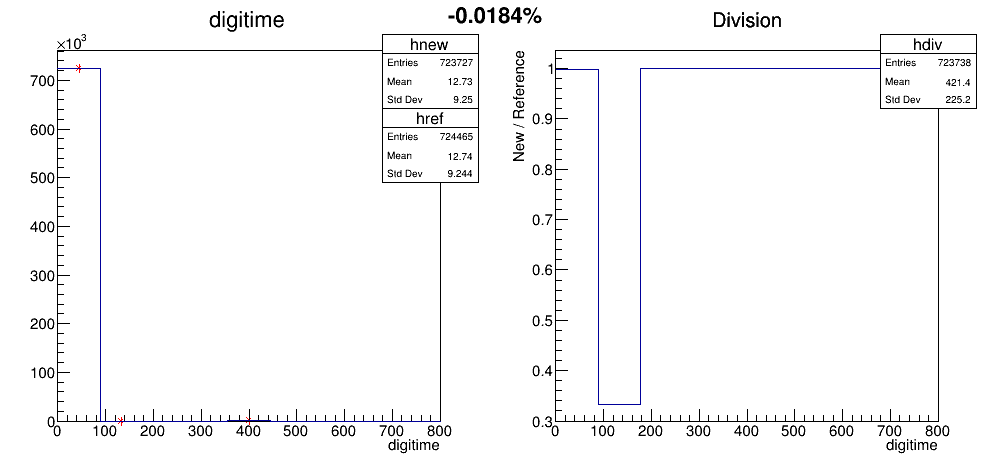 -0.0184%
digitime
×10³
700
600
500
400
300
200
100
0
0 100 200 300 400 500 600 700 800
digitime
hnew
Entries 723727
Mean 12.73
Std Dev 9.25
href
Entries 724465
Mean 12.74
Std Dev 9.244
Division
New / Reference
1
0.9
0.8
0.7
0.6
0.5
0.4
0.3
0 100 200 300 400 500 600 700 800
digitime
hdiv
Entries 723738
Mean 421.4
Std Dev 225.2